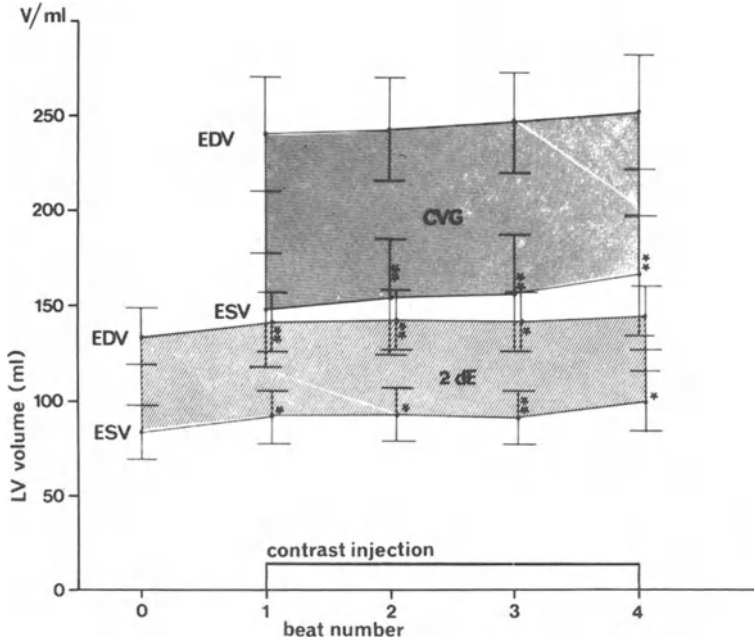 V/ml
250
200
150
100
50
0
LV volume (ml)
EDV
CVG
**
**
**
ESV
EDV
**
**
*
2 dE
ESV
*
*
**
*
contrast injection
0 1 2 3 4
beat number